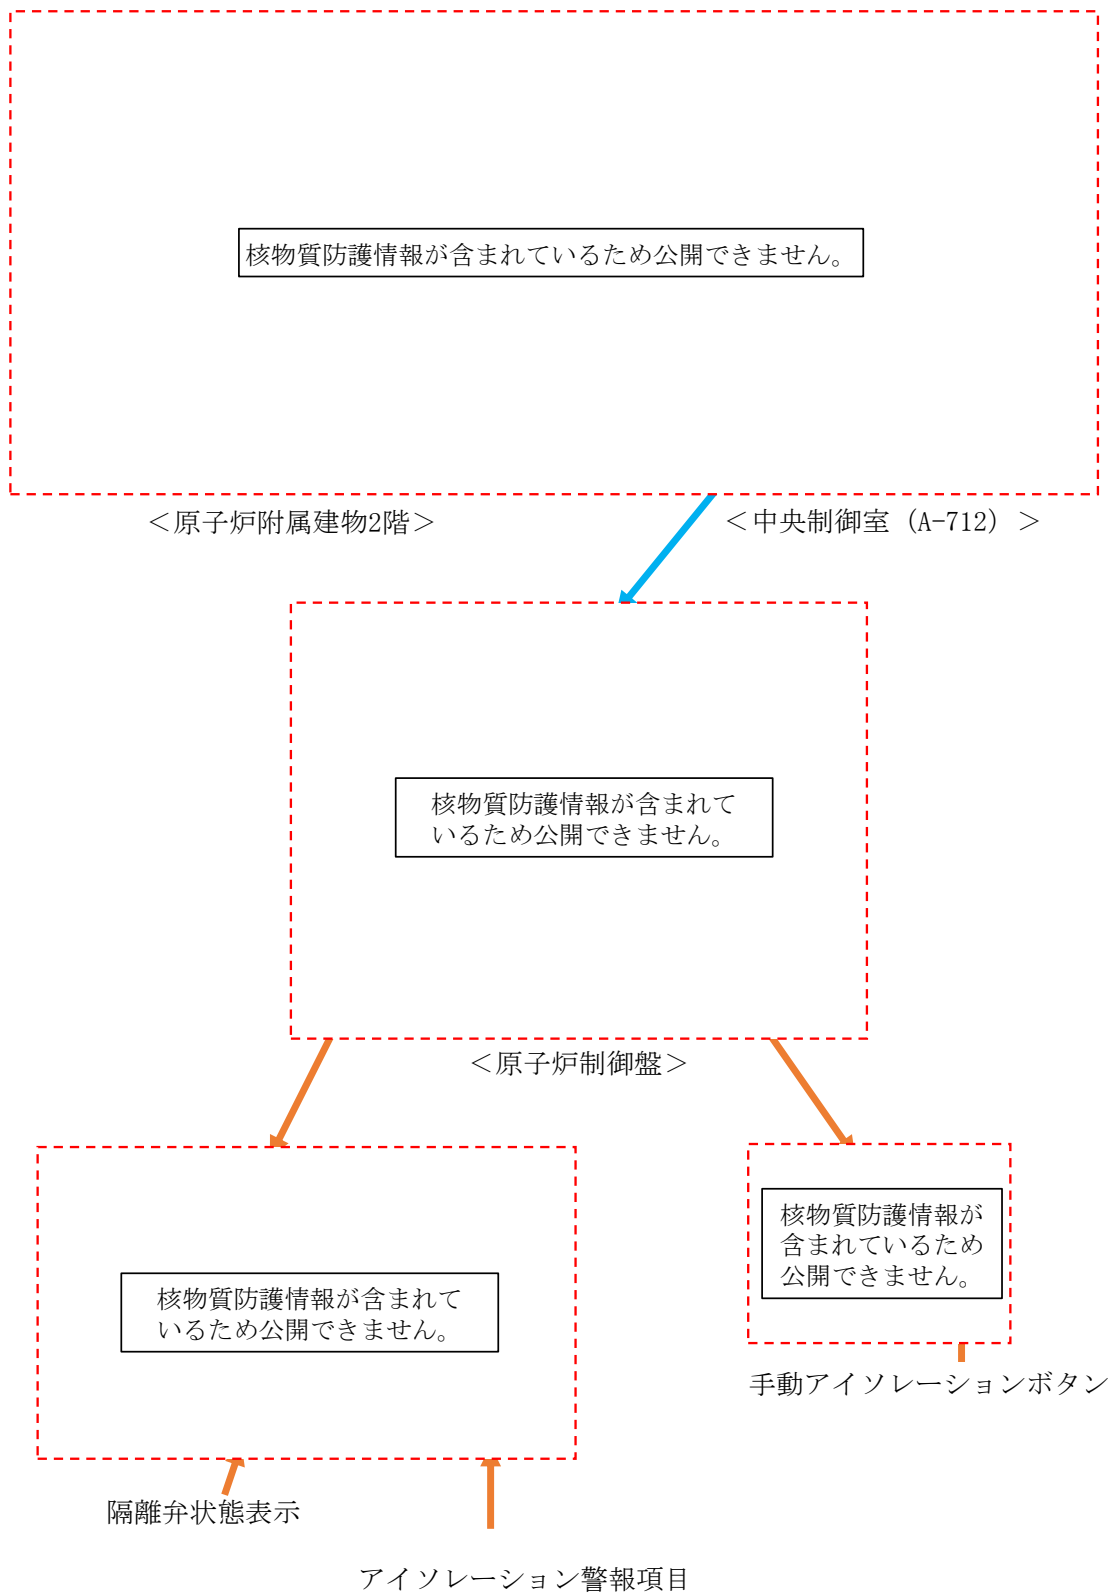 核物質防護情報が含まれているため公開できません。
＜原子炉附属建物2階＞
＜中央制御室（A-712）＞
核物質防護情報が含まれて
いるため公開できません。
＜原子炉制御盤＞
核物質防護情報が含まれて
いるため公開できません。
核物質防護情報が
含まれているため
公開できません。
手動アイソレーションボタン
隔離弁状態表示
アイソレーション警報項目